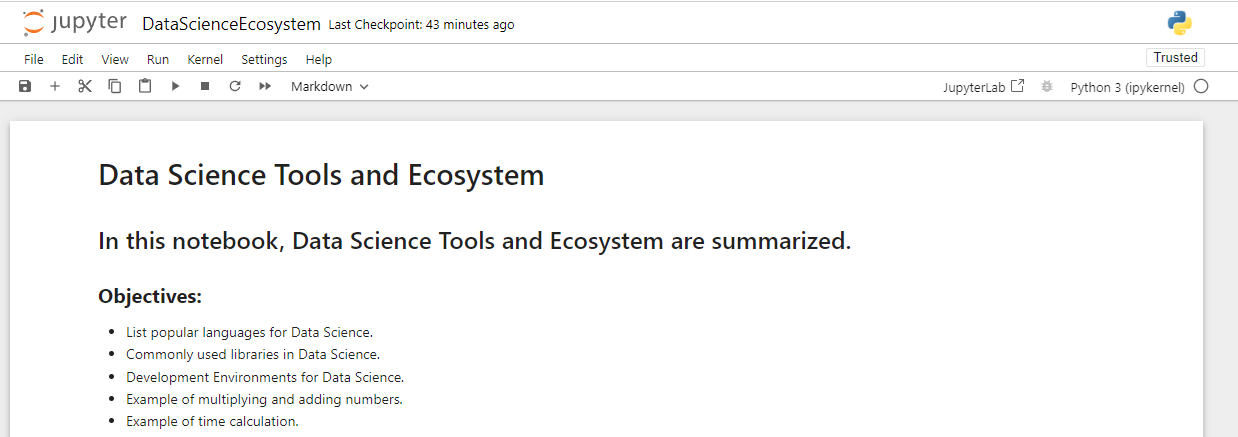 jupyter DataScienceEcosystem Last Checkpoint: 43 minutes ago
File Edit View Run Kernel Settings Help Trusted
Markdown JupyterLab Python 3 (ipykernel)
Data Science Tools and Ecosystem
In this notebook, Data Science Tools and Ecosystem are summarized.
Objectives:
• List popular languages for Data Science.
• Commonly used libraries in Data Science.
• Development Environments for Data Science.
• Example of multiplying and adding numbers.
• Example of time calculation.